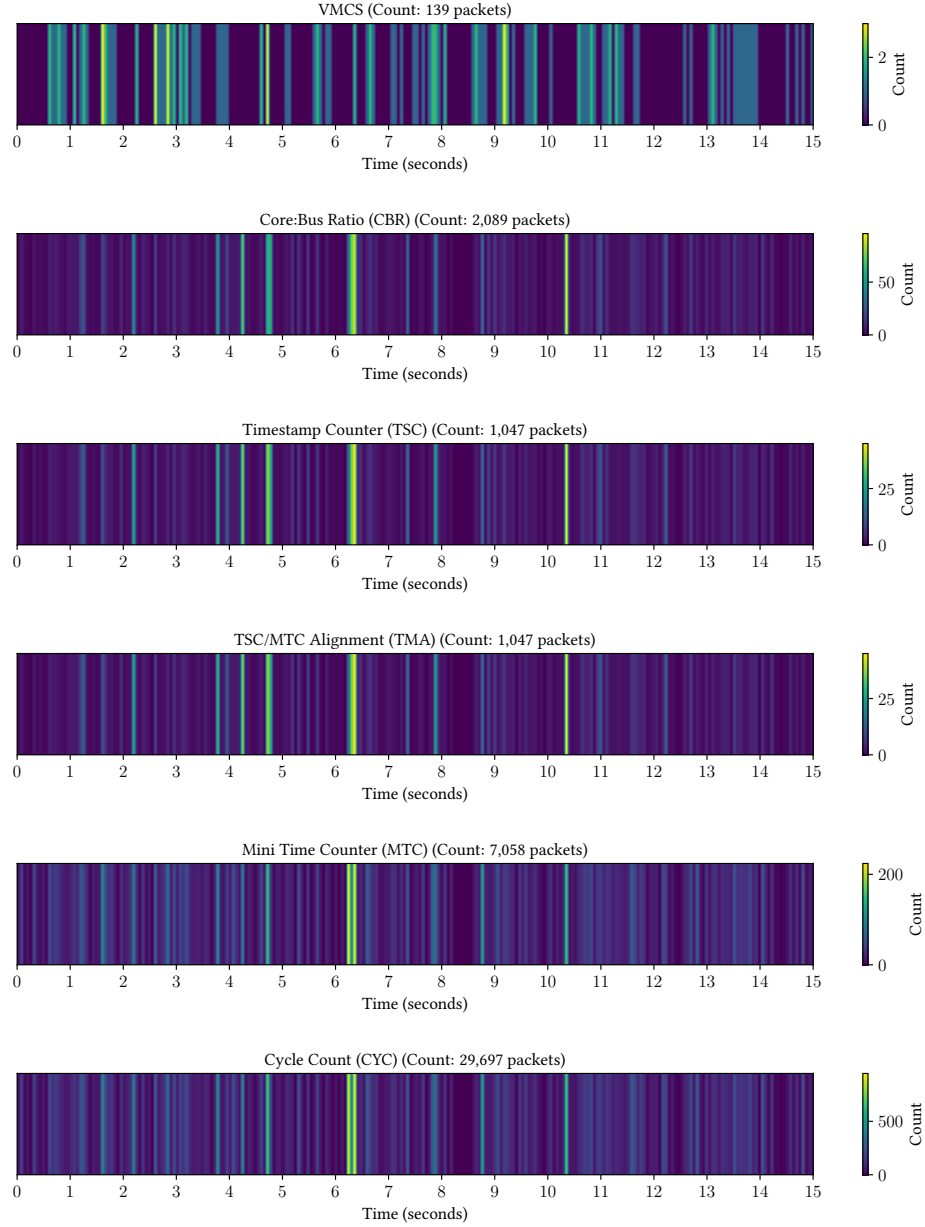 VMCS (Count: 139 packets)
0 2
Count
0 1 2 3 4 5 6 7 8 9 10 11 12 13 14 15
Time (seconds)
Core:Bus Ratio (CBR) (Count: 2,089 packets)
0 50
Count
0 1 2 3 4 5 6 7 8 9 10 11 12 13 14 15
Time (seconds)
Timestamp Counter (TSC) (Count: 1,047 packets)
0 25
Count
0 1 2 3 4 5 6 7 8 9 10 11 12 13 14 15
Time (seconds)
TSC/MTC Alignment (TMA) (Count: 1,047 packets)
0 25
Count
0 1 2 3 4 5 6 7 8 9 10 11 12 13 14 15
Time (seconds)
Mini Time Counter (MTC) (Count: 7,058 packets)
0 200
Count
0 1 2 3 4 5 6 7 8 9 10 11 12 13 14 15
Time (seconds)
Cycle Count (CYC) (Count: 29,697 packets)
0 500
Count
0 1 2 3 4 5 6 7 8 9 10 11 12 13 14 15
Time (seconds)